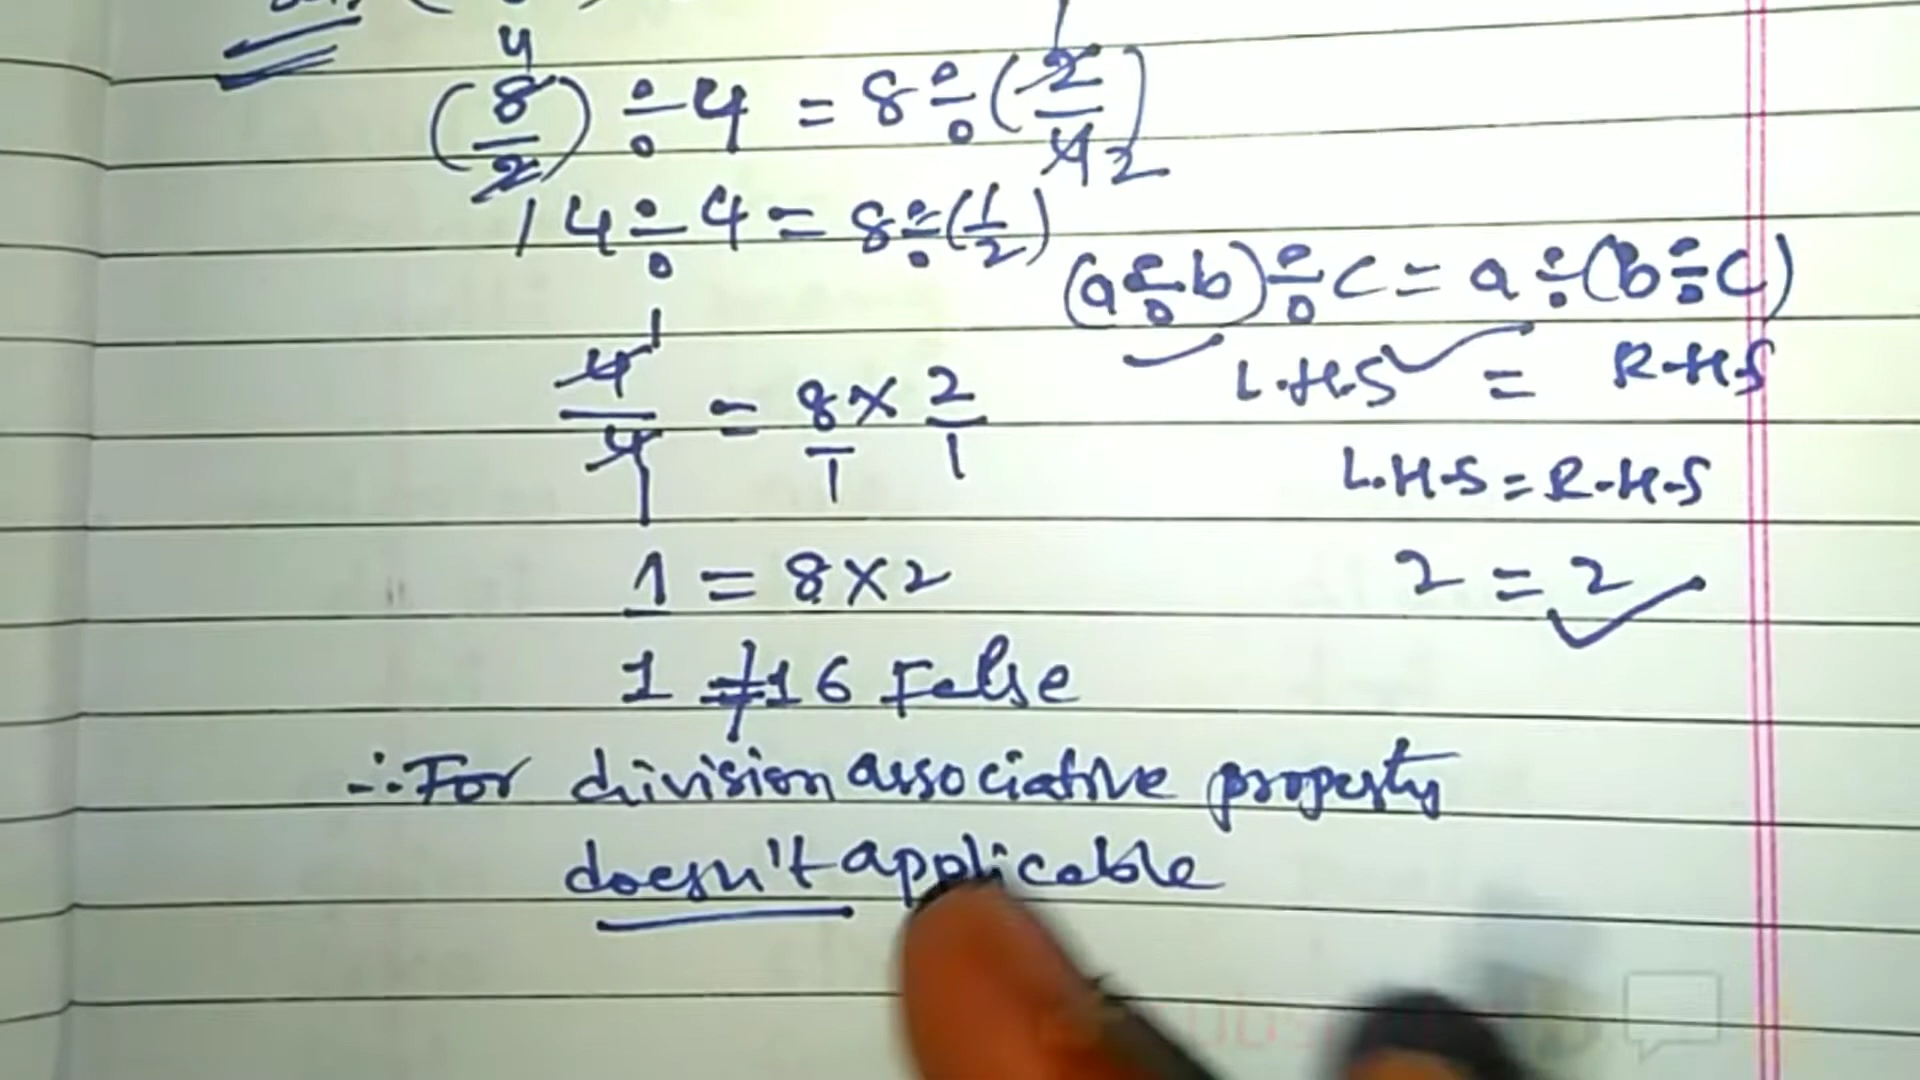 (8/2) ÷ 4 = 8 ÷ (2/4)
4 ÷ 4 = 8 ÷ (1/2)
4/4 = 8/1 × 2/1
1 = 8 × 2
1 ≠ 16 False
(a ÷ b) ÷ c = a ÷ (b ÷ c)
L.H.S = R.H.S
L.H.S = R.H.S
2 = 2 ✓
∴ For division associative property
doesn't applicable